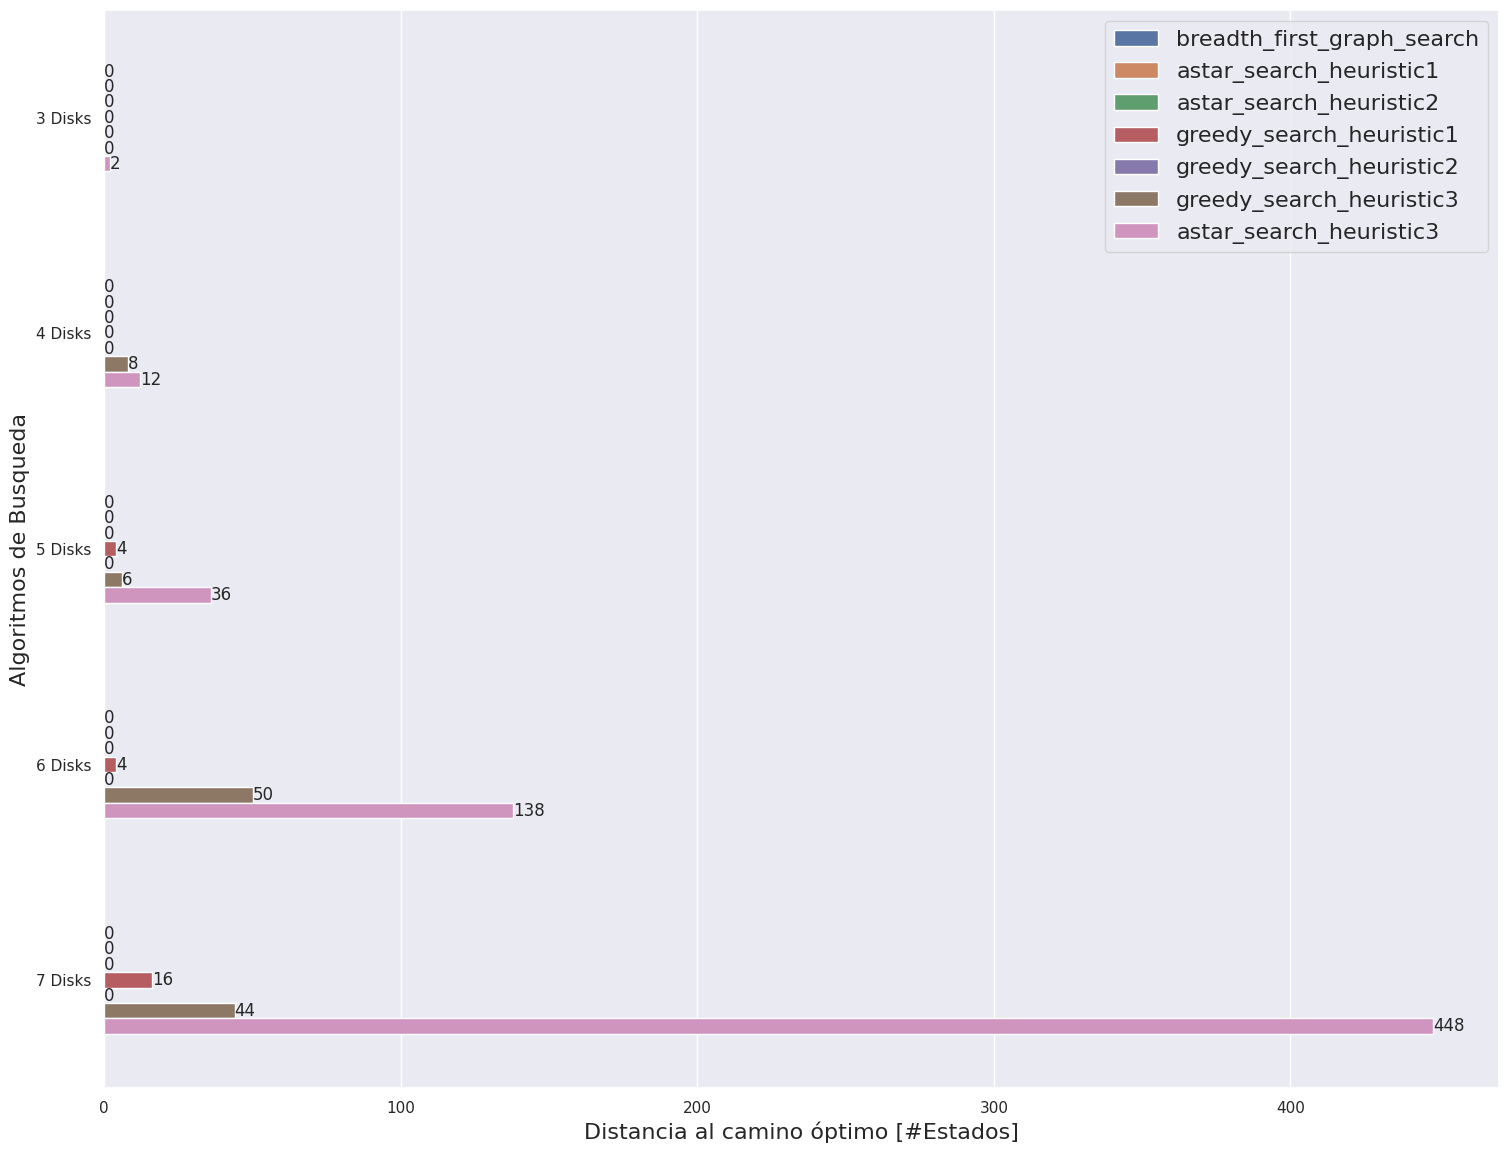 breadth_first_graph_search
astar_search_heuristic1
astar_search_heuristic2
greedy_search_heuristic1
greedy_search_heuristic2
greedy_search_heuristic3
astar_search_heuristic3
Algoritmos de Busqueda
3 Disks
0
0
0
0
0
0
2
4 Disks
0
0
0
0
0
8
12
5 Disks
0
0
0
4
0
6
36
6 Disks
0
0
0
4
0
50
138
7 Disks
0
0
0
16
0
44
448
0 100 200 300 400
Distancia al camino óptimo [#Estados]